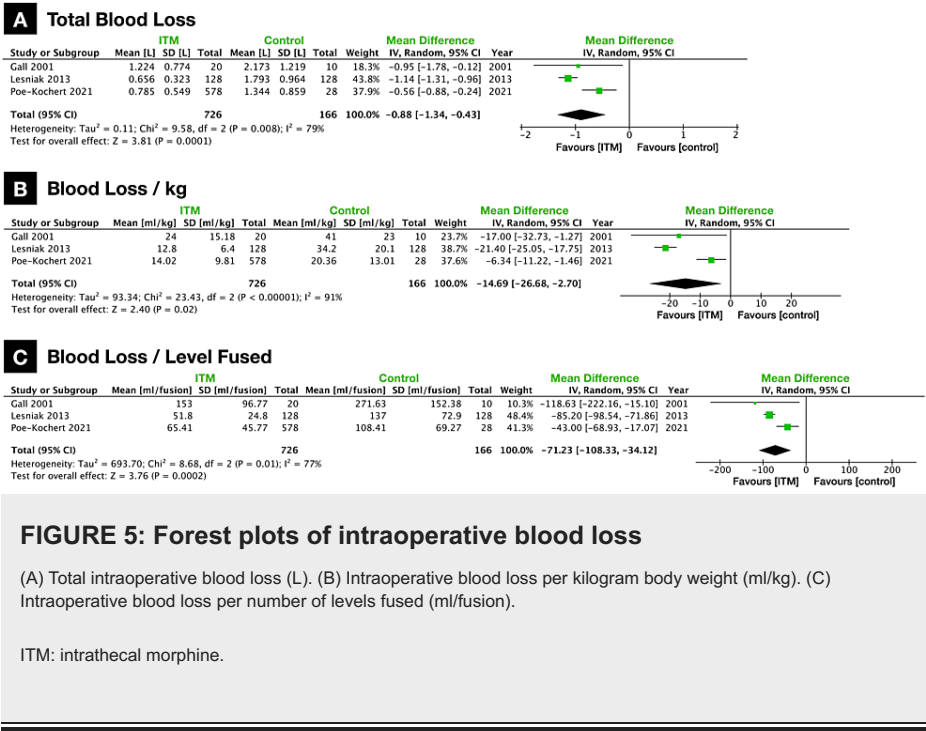 A Total Blood Loss
ITM Control Mean Difference Mean Difference
Study or Subgroup Mean [L] SD [L] Total Mean [L] SD [L] Total Weight IV, Random, 95% CI Year IV, Random, 95% CI
Gall 2001 1.224 0.774 20 2.173 1.219 10 18.3% -0.95 [-1.78, -0.12] 2001
Lesniak 2013 0.656 0.323 128 1.793 0.964 128 43.8% -1.14 [-1.31, -0.96] 2013
Poe-Kochert 2021 0.785 0.549 578 1.344 0.859 28 37.9% -0.56 [-0.88, -0.24] 2021
Total (95% CI) 726 166 100.0% -0.88 [-1.34, -0.43]
Heterogeneity: Tau² = 0.11; Chi² = 9.58, df = 2 (P = 0.008); I² = 79%
Test for overall effect: Z = 3.81 (P = 0.0001)
-2 -1 0 1 2
Favours [ITM] Favours [control]
B Blood Loss / kg
ITM Control Mean Difference Mean Difference
Study or Subgroup Mean [ml/kg] SD [ml/kg] Total Mean [ml/kg] SD [ml/kg] Total Weight IV, Random, 95% CI Year IV, Random, 95% CI
Gall 2001 24 15.18 20 41 23 10 23.7% -17.00 [-32.73, -1.27] 2001
Lesniak 2013 12.8 6.4 128 34.2 20.1 128 38.7% -21.40 [-25.05, -17.75] 2013
Poe-Kochert 2021 14.02 9.81 578 20.36 13.01 28 37.6% -6.34 [-11.22, -1.46] 2021
Total (95% CI) 726 166 100.0% -14.69 [-26.68, -2.70]
Heterogeneity: Tau² = 93.34; Chi² = 23.43, df = 2 (P < 0.00001); I² = 91%
Test for overall effect: Z = 2.40 (P = 0.02)
-20 -10 0 10 20
Favours [ITM] Favours [control]
C Blood Loss / Level Fused
ITM Control Mean Difference Mean Difference
Study or Subgroup Mean [ml/fusion] SD [ml/fusion] Total Mean [ml/fusion] SD [ml/fusion] Total Weight IV, Random, 95% CI Year IV, Random, 95% CI
Gall 2001 153 96.77 20 271.63 152.38 10 10.3% -118.63 [-222.16, -15.10] 2001
Lesniak 2013 51.8 24.8 128 137 72.9 128 48.4% -85.20 [-98.54, -71.86] 2013
Poe-Kochert 2021 65.41 45.77 578 108.41 69.27 28 41.3% -43.00 [-68.93, -17.07] 2021
Total (95% CI) 726 166 100.0% -71.23 [-108.33, -34.12]
Heterogeneity: Tau² = 693.70; Chi² = 8.68, df = 2 (P = 0.01); I² = 77%
Test for overall effect: Z = 3.76 (P = 0.0002)
-200 -100 0 100 200
Favours [ITM] Favours [control]
FIGURE 5: Forest plots of intraoperative blood loss
(A) Total intraoperative blood loss (L). (B) Intraoperative blood loss per kilogram body weight (ml/kg). (C)
Intraoperative blood loss per number of levels fused (ml/fusion).
ITM: intrathecal morphine.